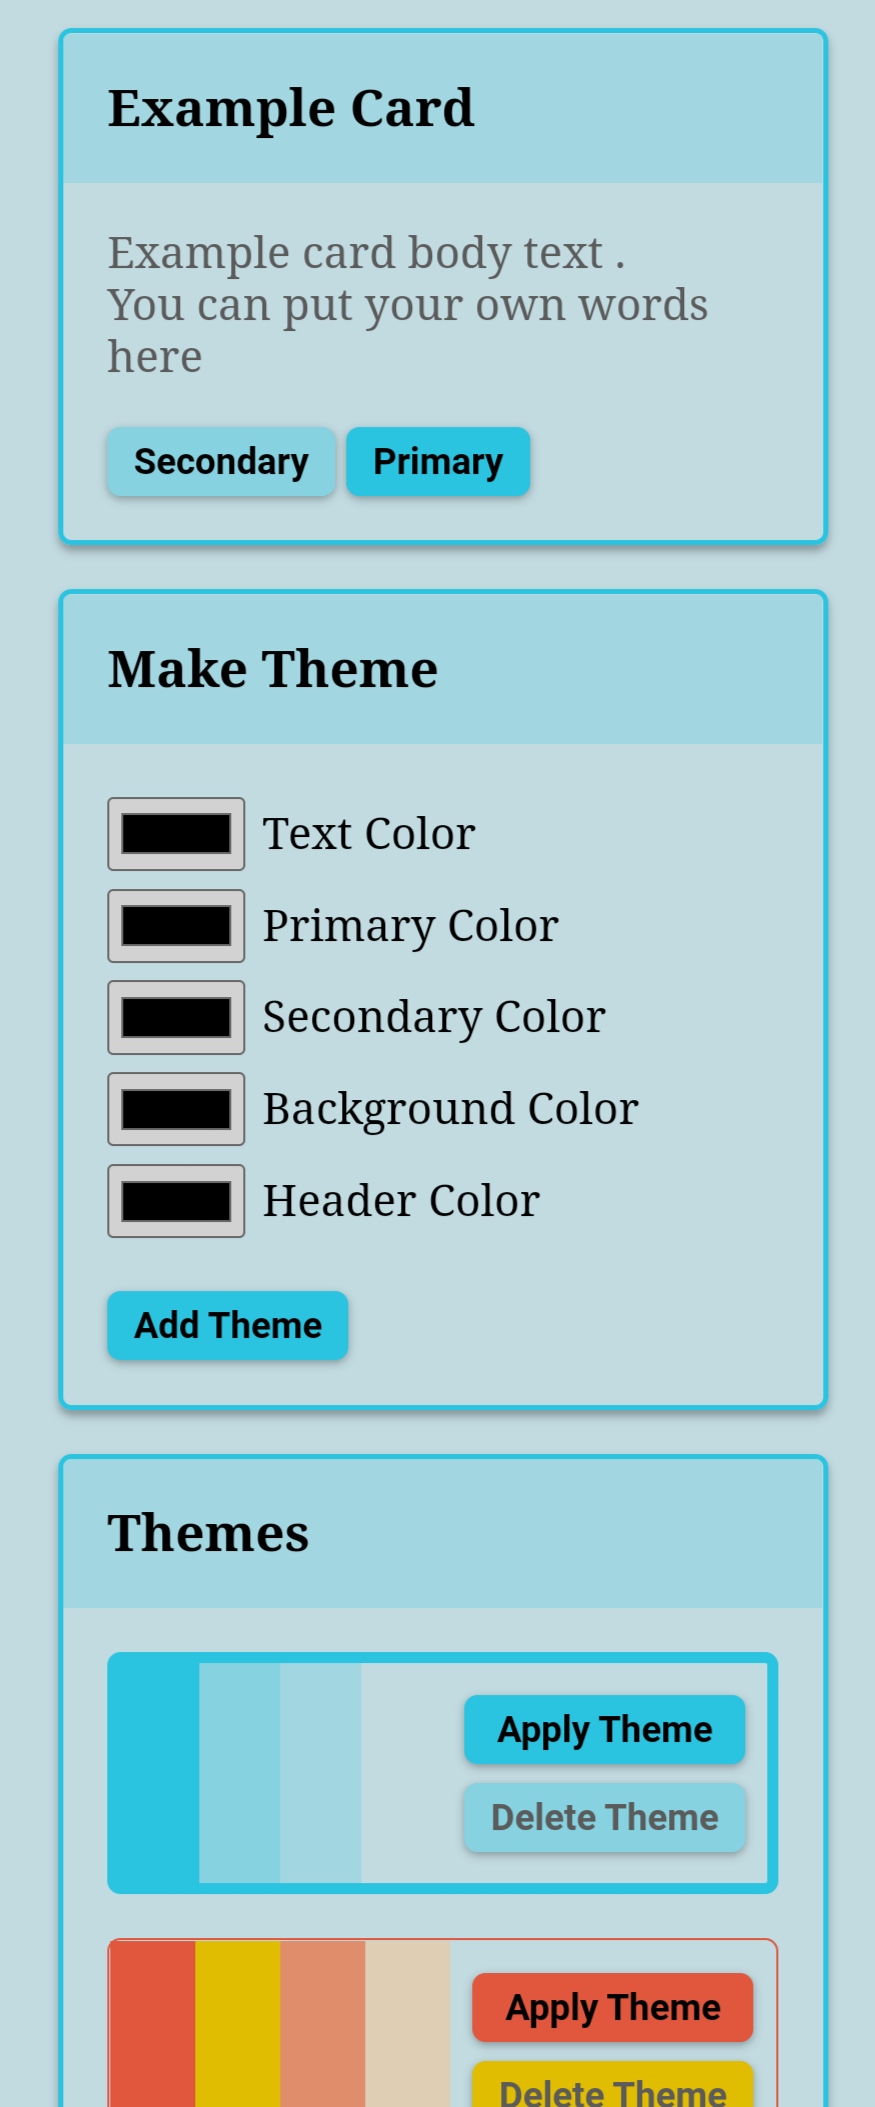 Example Card
Example card body text .
You can put your own words
here
Secondary
Primary
Make Theme
Text Color
Primary Color
Secondary Color
Background Color
Header Color
Add Theme
Themes
Apply Theme
Delete Theme
Apply Theme
Delete Theme